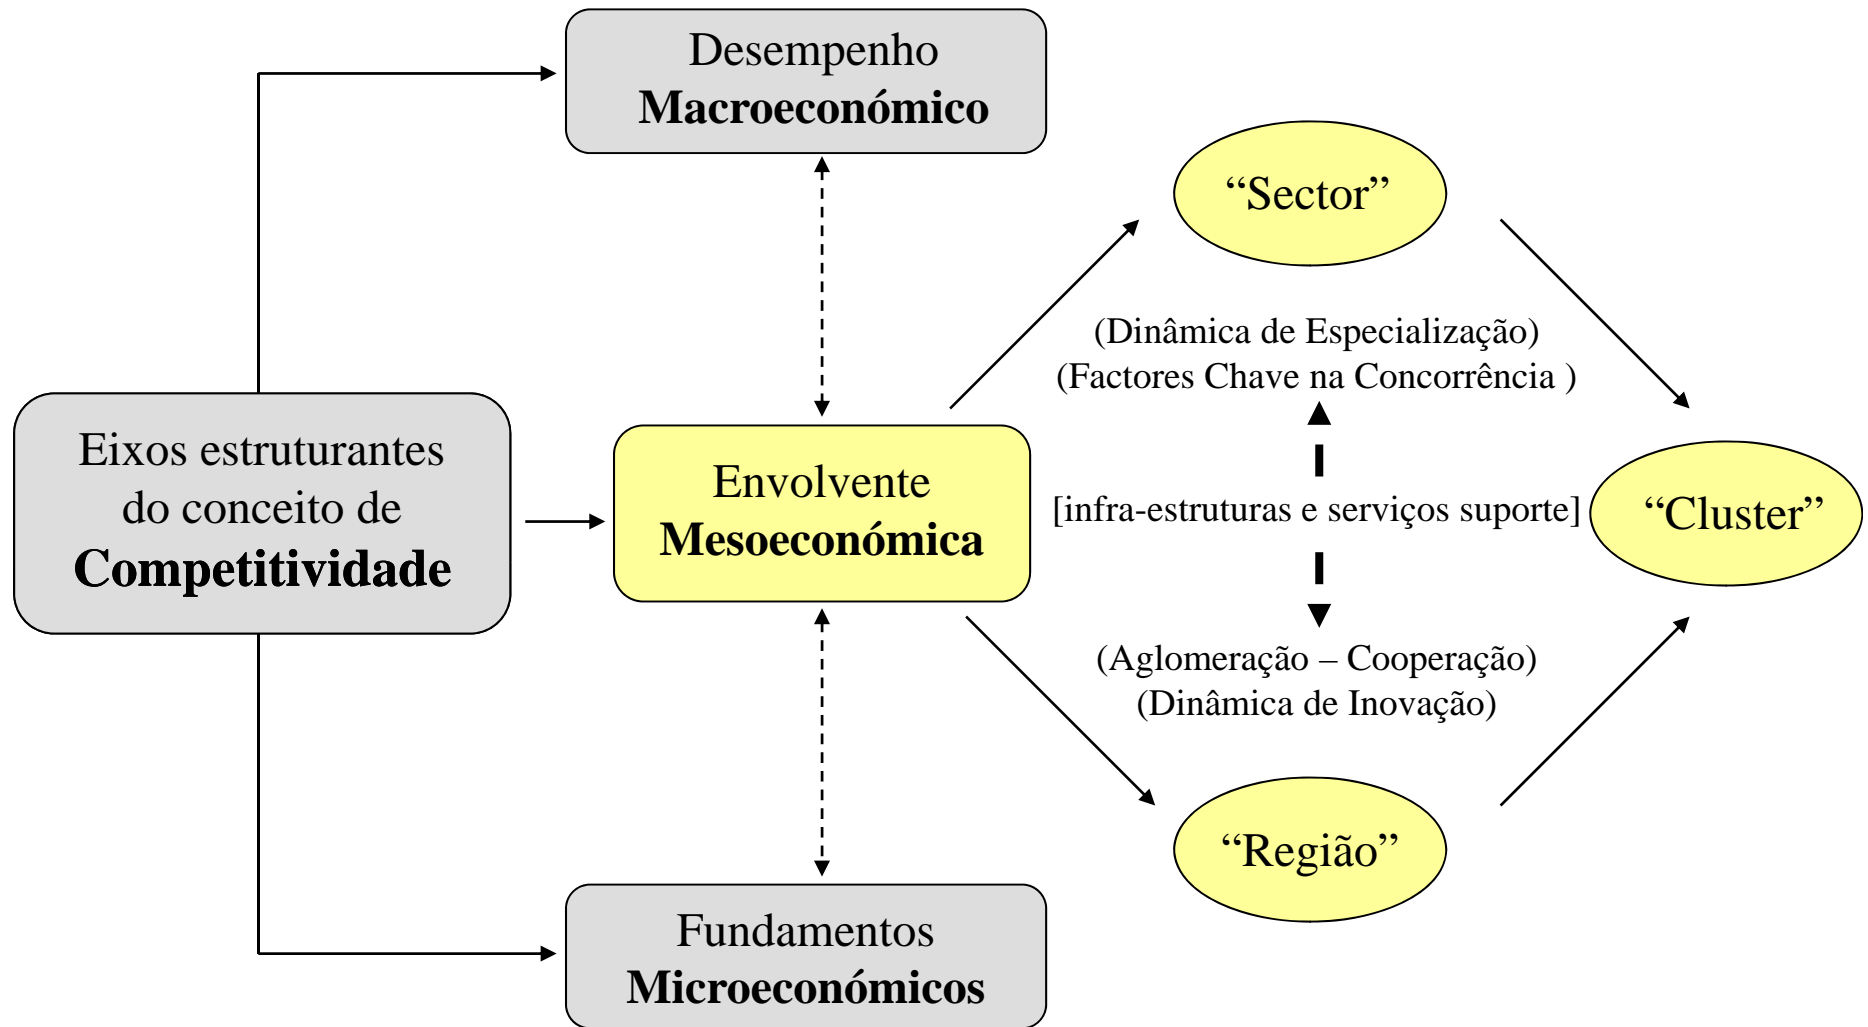 Desempenho
Macroeconómico
“Sector”
(Dinâmica de Especialização)
(Factores Chave na Concorrência )
Eixos estruturantes
do conceito de
Competitividade
Envolvente
Mesoeconómica
[infra-estruturas e serviços suporte]
“Cluster”
(Aglomeração – Cooperação)
(Dinâmica de Inovação)
“Região”
Fundamentos
Microeconómicos